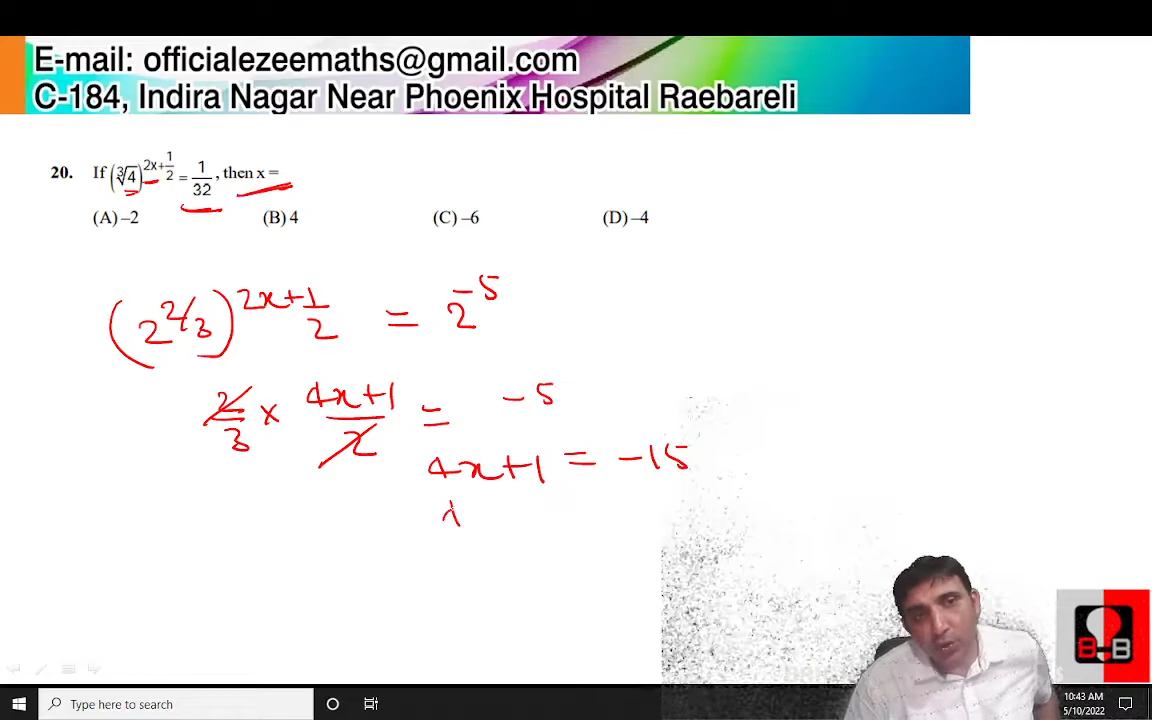 E-mail: officialezeemaths@gmail.com
C-184, Indira Nagar Near Phoenix Hospital Raebareli
20. If (∛4)^(2x+1/2) = 1/32, then x =
(A) –2 (B) 4 (C) –6 (D) –4
(2^(2/3))^(2x+1/2) = 2^(-5)
2/3 × (4x+1)/2 = -5
4x+1 = -15
B-B
Type here to search
10:43 AM
5/10/2022